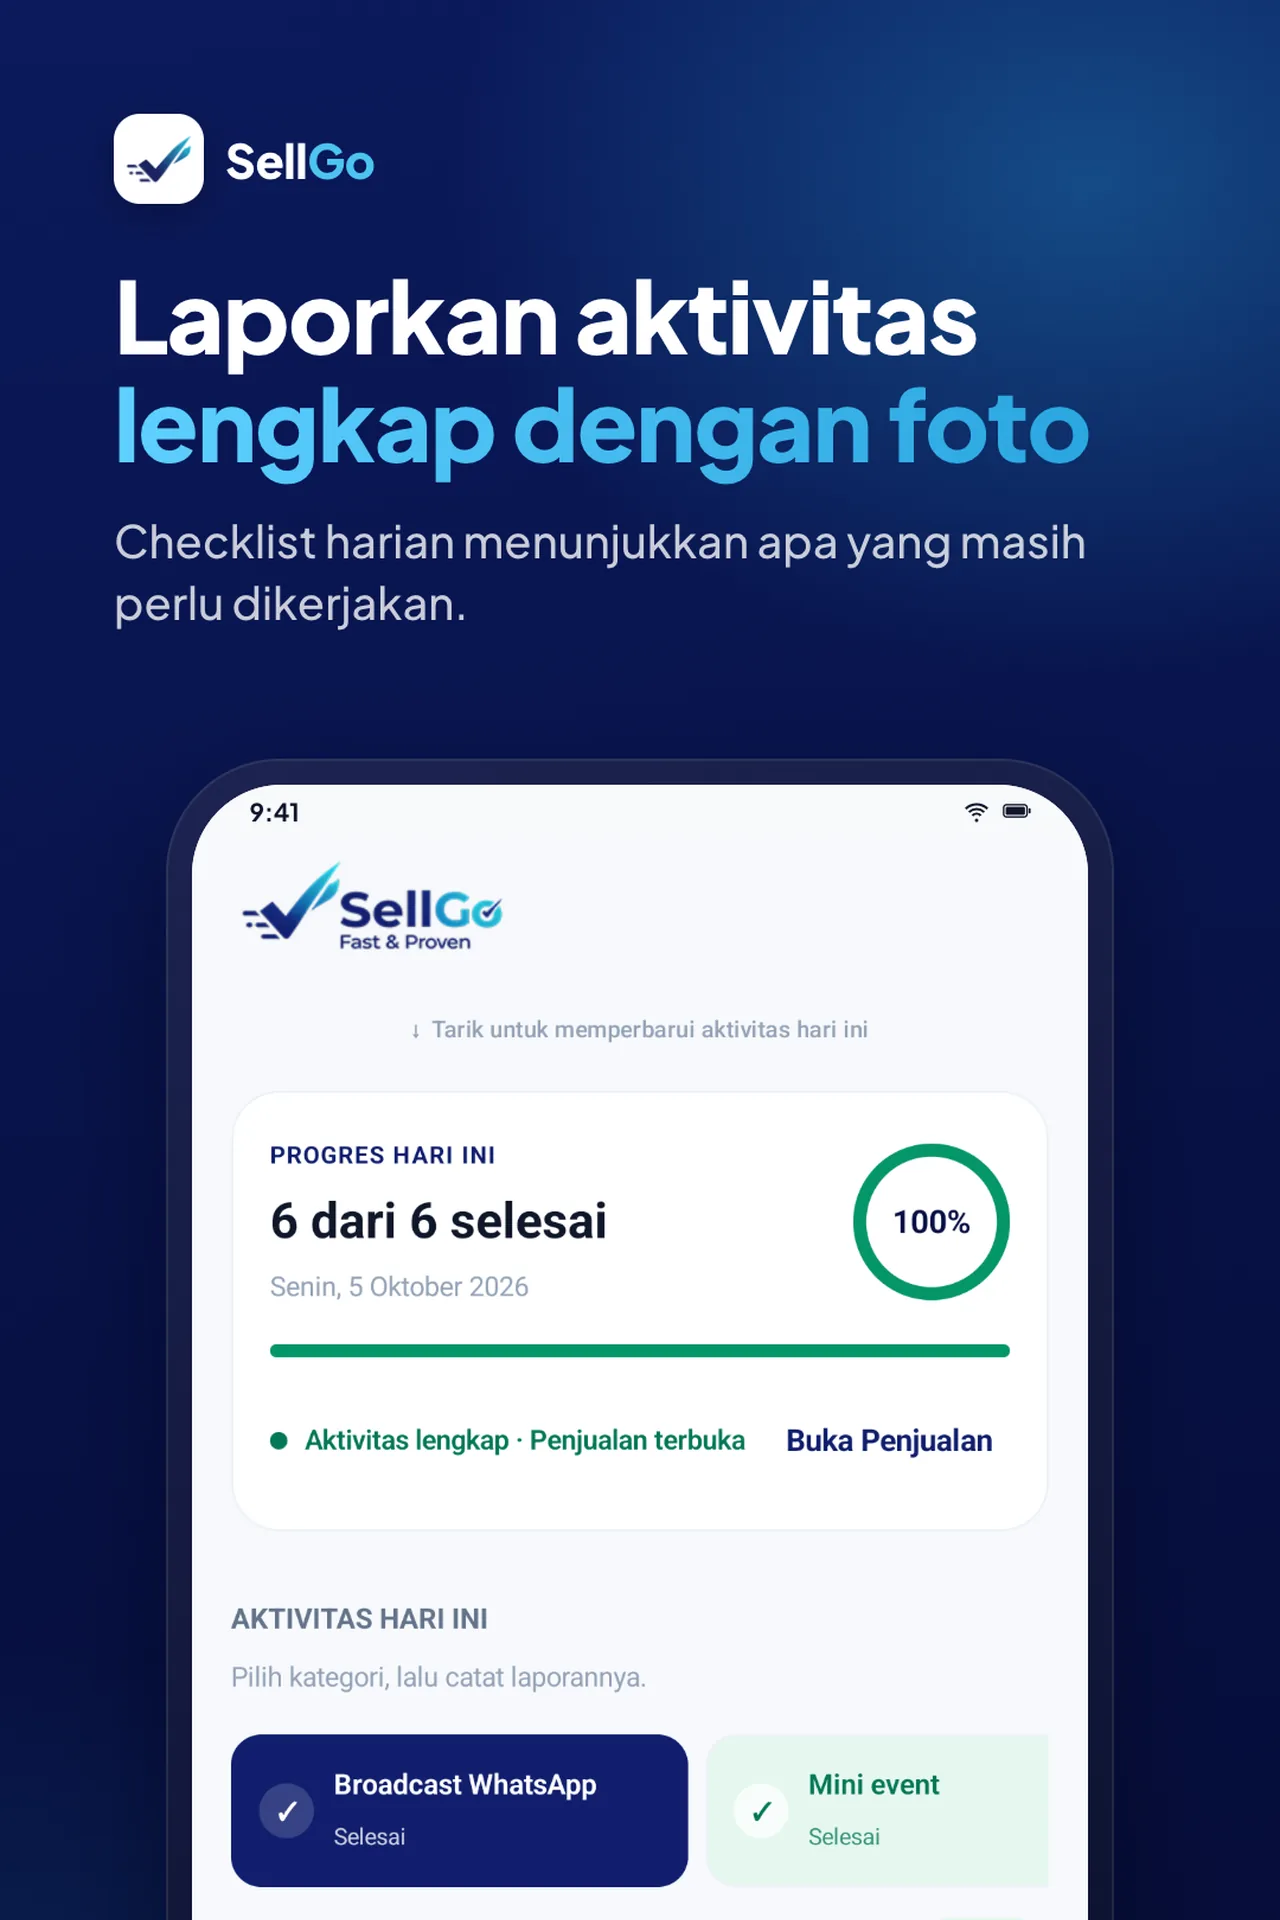 SellGo
Laporkan aktivitas
lengkap dengan foto
Checklist harian menunjukkan apa yang masih
perlu dikerjakan.
9:41
SellGo
Fast & Proven
↓ Tarik untuk memperbarui aktivitas hari ini
PROGRES HARI INI
6 dari 6 selesai
100%
Senin, 5 Oktober 2026
Aktivitas lengkap · Penjualan terbuka
Buka Penjualan
AKTIVITAS HARI INI
Pilih kategori, lalu catat laporannya.
✓ Broadcast WhatsApp
Selesai
✓ Mini event
Selesai